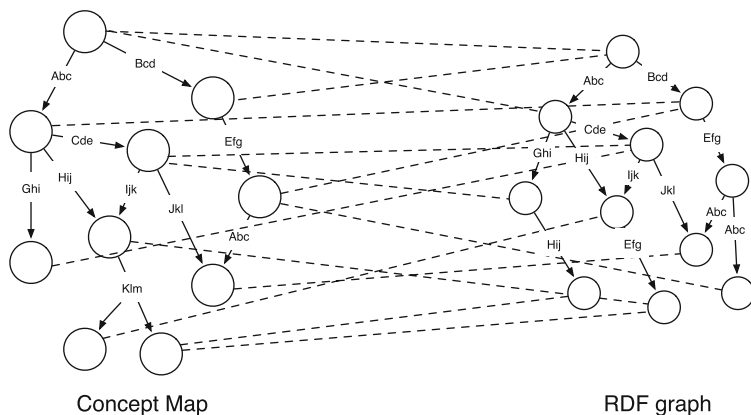 Abc
Bcd
Cde
Efg
Ghi
Hij
Ijk
Jkl
Abc
Klm
Concept Map
Abc
Bcd
Cde
Efg
Ghi
Hij
Ijk
Jkl
Abc
Abc
Hij
Efg
RDF graph